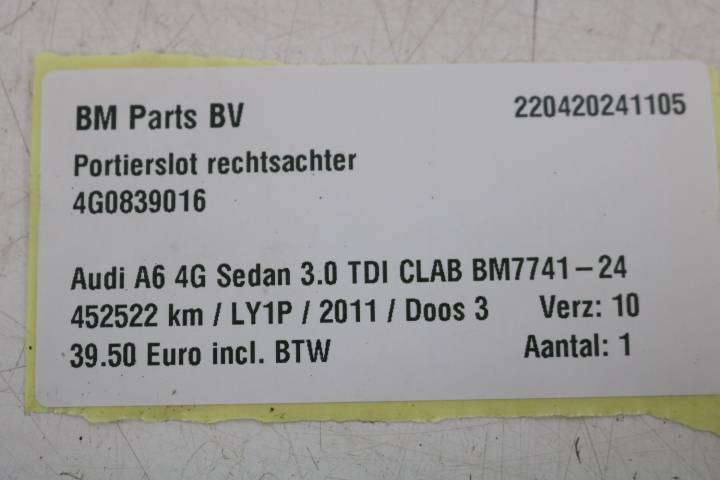 BM Parts BV 220420241105
Portierslot rechtsachter
4G0839016
Audi A6 4G Sedan 3.0 TDI CLAB BM7741-24
452522 km / LY1P / 2011 / Doos 3 Verz: 10
39.50 Euro incl. BTW Aantal: 1